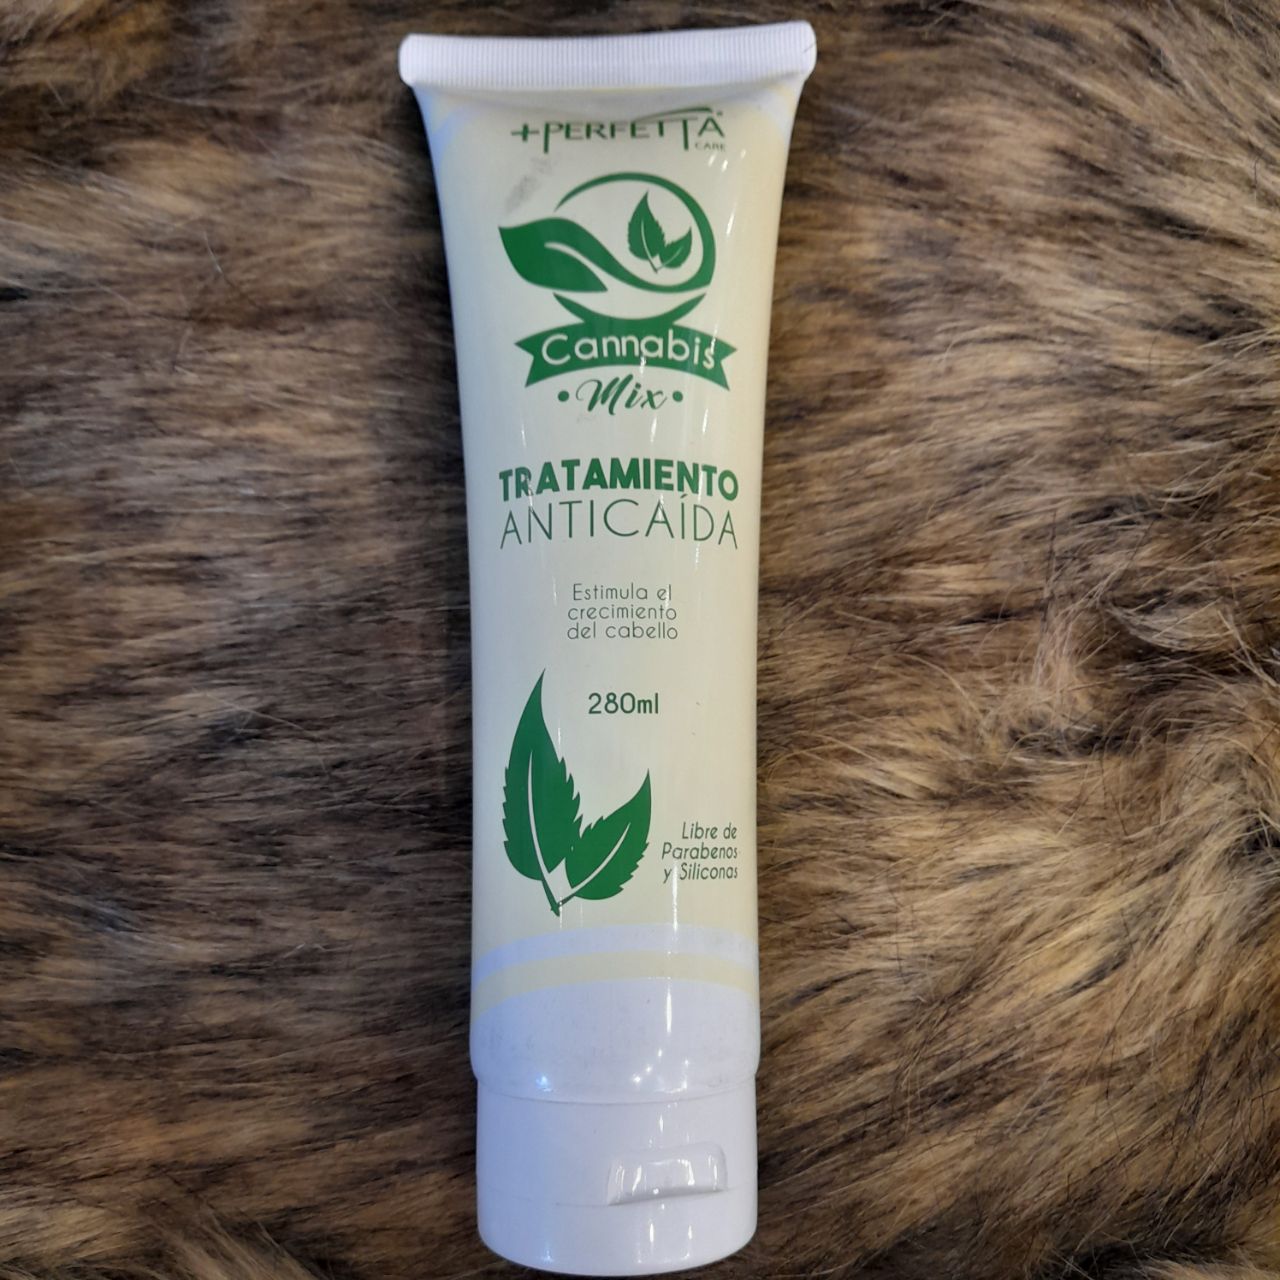 +PERFETTA®
CARE
Cannabis
• Mix •
TRATAMIENTO
ANTICAÍDA
Estimula el
crecimiento
del cabello
280ml
Libre de
Parabenos
y Siliconas